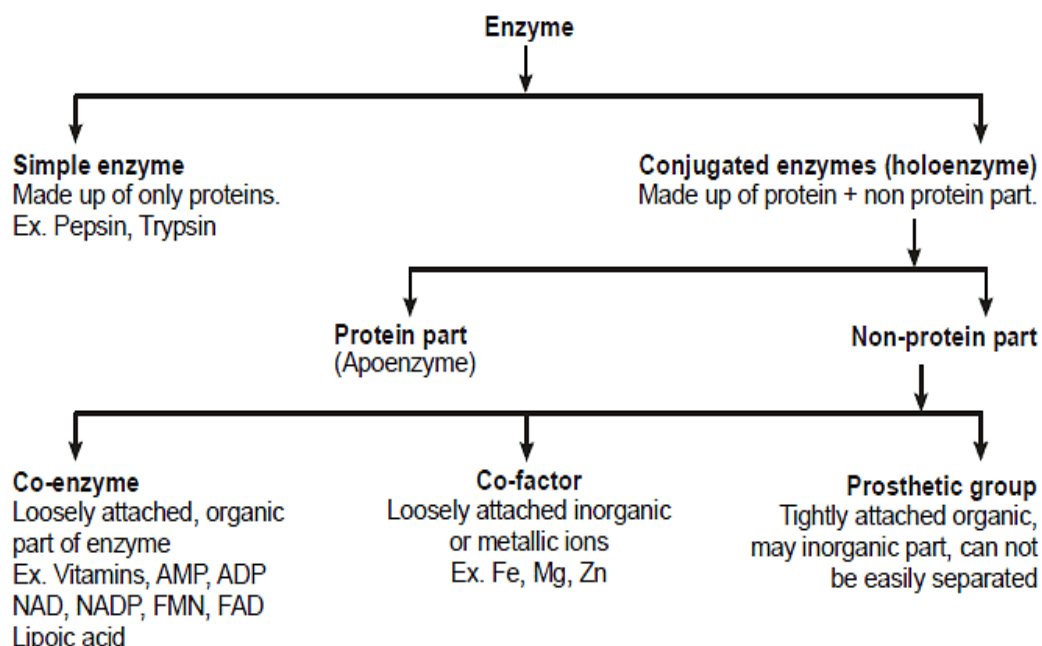 Enzyme
Simple enzyme
Made up of only proteins.
Ex. Pepsin, Trypsin
Conjugated enzymes (holoenzyme)
Made up of protein + non protein part.
Protein part
(Apoenzyme)
Non-protein part
Co-enzyme
Loosely attached, organic
part of enzyme
Ex. Vitamins, AMP, ADP
NAD, NADP, FMN, FAD
Lipoic acid
Co-factor
Loosely attached inorganic
or metallic ions
Ex. Fe, Mg, Zn
Prosthetic group
Tightly attached organic,
may inorganic part, can not
be easily separated